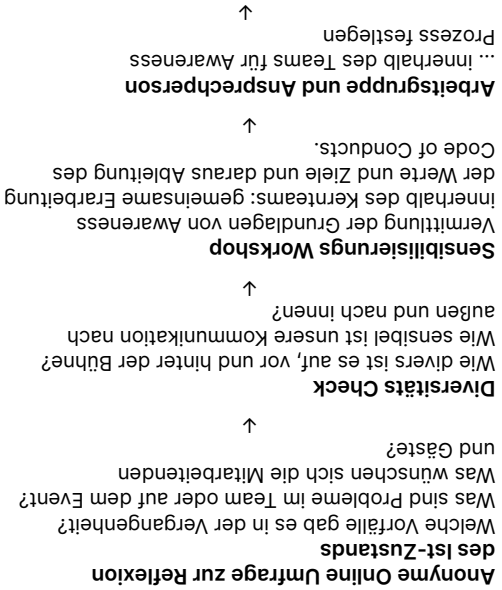 Anonyme Online Umfrage zur Reflexion
des Ist-Zustands
Welche Vorfälle gab es in der Vergangenheit?
Was sind Probleme im Team oder auf dem Event?
Was wünschen sich die Mitarbeitenden
und Gäste?
↓
Diversitäts Check
Wie divers ist es auf, vor und hinter der Bühne?
Wie sensibel ist unsere Kommunikation nach
außen und nach innen?
↓
Sensibilisierungs Workshop
Vermittlung der Grundlagen von Awareness
innerhalb des Kernteams: gemeinsame Erarbeitung
der Werte und Ziele und daraus Ableitung des
Code of Conducts.
↓
Arbeitsgruppe und Ansprechperson
... innerhalb des Teams für Awareness
Prozess festlegen
↓